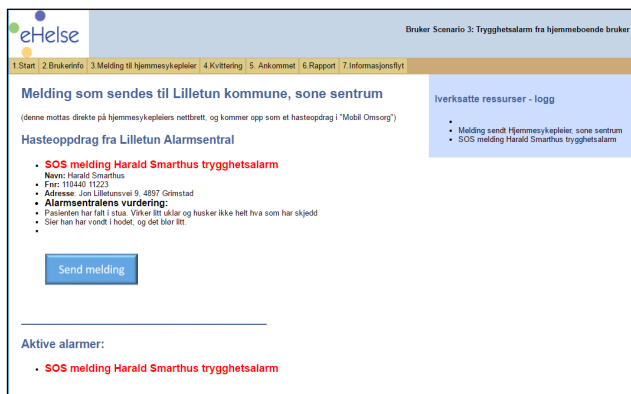 eHelse
Bruker Scenario 3: Trygghetsalarm fra hjemmeboende bruker
1.Start 2.Brukerinfo 3.Melding til hjemmesykepleier 4.Kvittering 5. Ankommet 6.Rapport 7.Informasjonsflyt
Melding som sendes til Lilletun kommune, sone sentrum
(denne mottas direkte på hjemmesykepleiers nettbrett, og kommer opp som et hasteoppdrag i "Mobil Omsorg")
Hasteoppdrag fra Lilletun Alarmsentral
SOS melding Harald Smarthus trygghetsalarm
Navn: Harald Smarthus
Fnr: 110440 11223
Adresse: Jon Lilletunsvei 9, 4897 Grimstad
Alarmsentralens vurdering:
Pasienten har falt i stua. Virker litt uklar og husker ikke helt hva som har skjedd
Sier han har vondt i hodet, og det blør litt.
Send melding
Aktive alarmer:
SOS melding Harald Smarthus trygghetsalarm
Iverksatte ressurser - logg
Melding sendt Hjemmesykepleier, sone sentrum
SOS melding Harald Smarthus trygghetsalarm